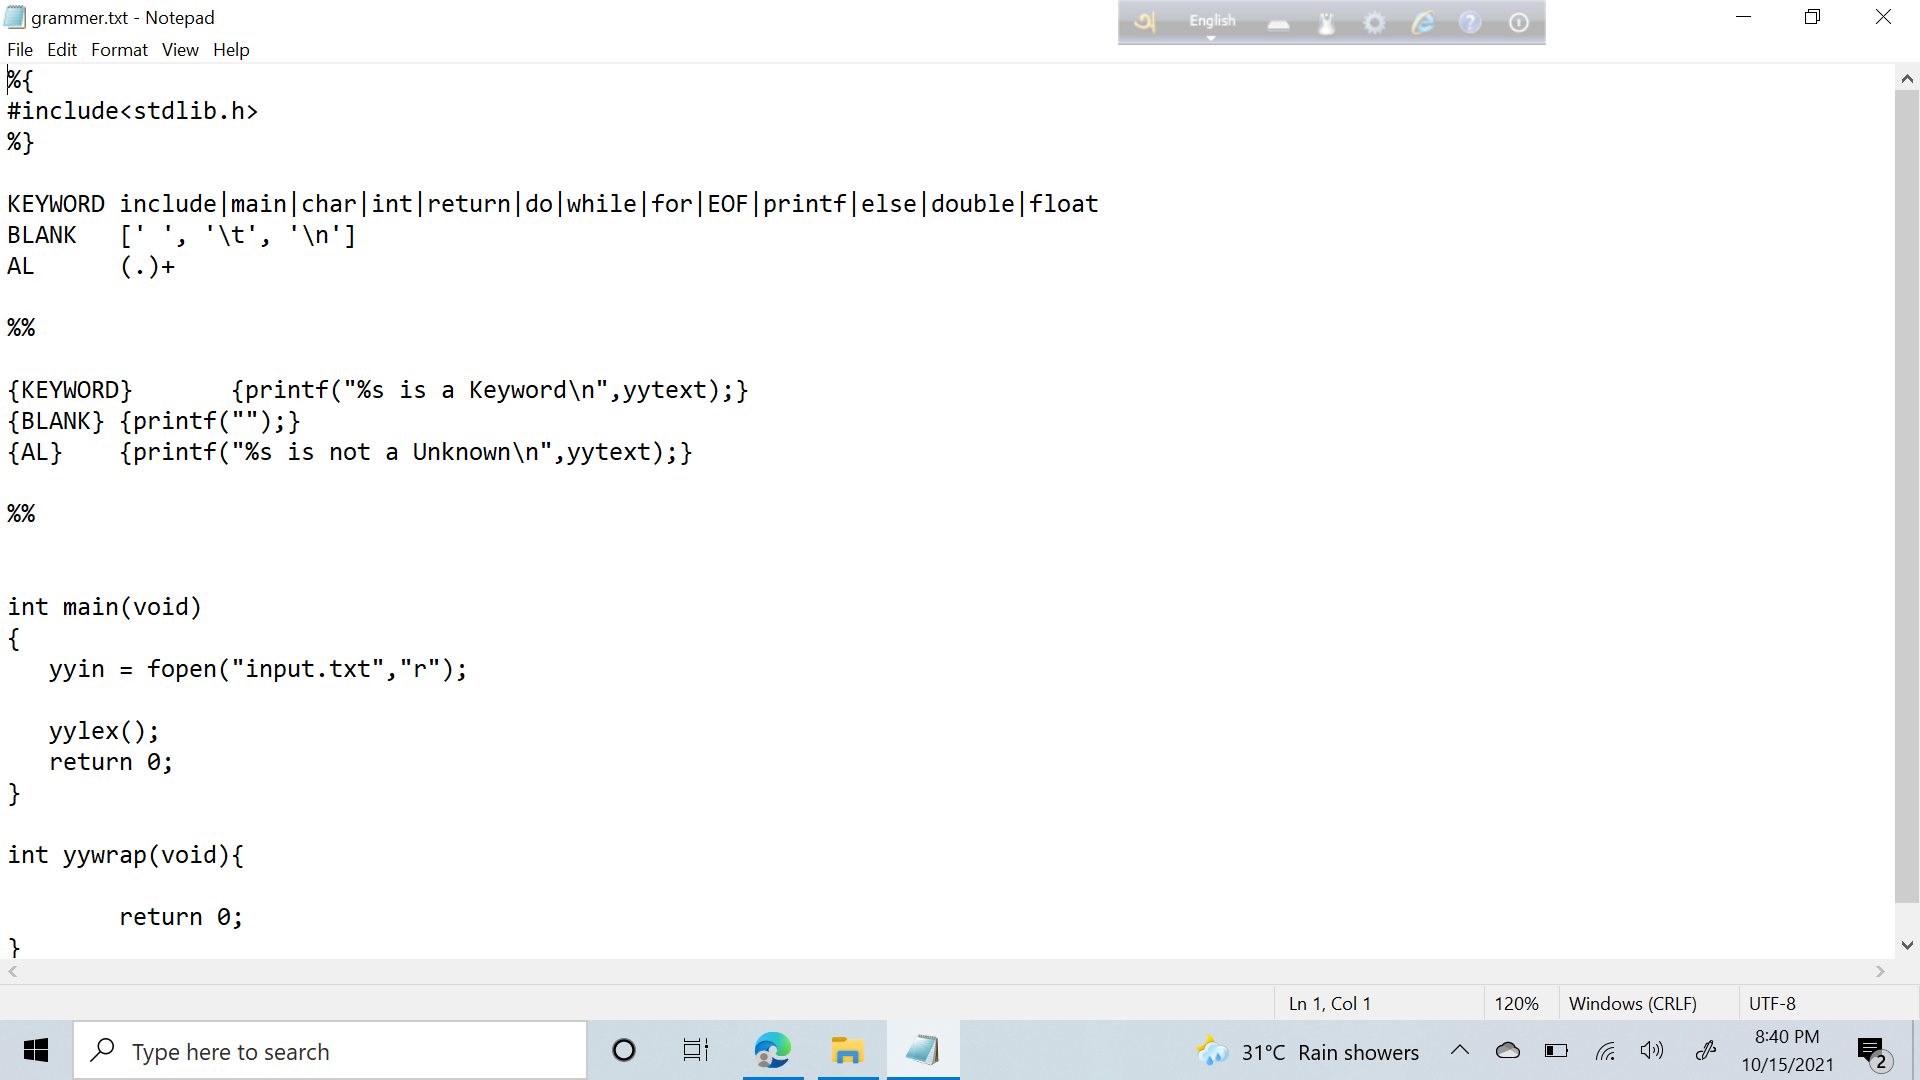 grammer.txt - Notepad
English
File Edit Format View Help
%{
#include<stdlib.h>
%}
KEYWORD include|main|char|int|return|do|while|for|EOF|printf|else|double|float
BLANK   [' ', '\t', '\n']
AL      (.)+
%%
{KEYWORD}       {printf("%s is a Keyword\n",yytext);}
{BLANK} {printf("");}
{AL}    {printf("%s is not a Unknown\n",yytext);}
%%
int main(void)
{
   yyin = fopen("input.txt","r");
   yylex();
   return 0;
}
int yywrap(void){
        return 0;
}
Ln 1, Col 1 120% Windows (CRLF) UTF-8
Type here to search
31°C Rain showers
8:40 PM
10/15/2021
2